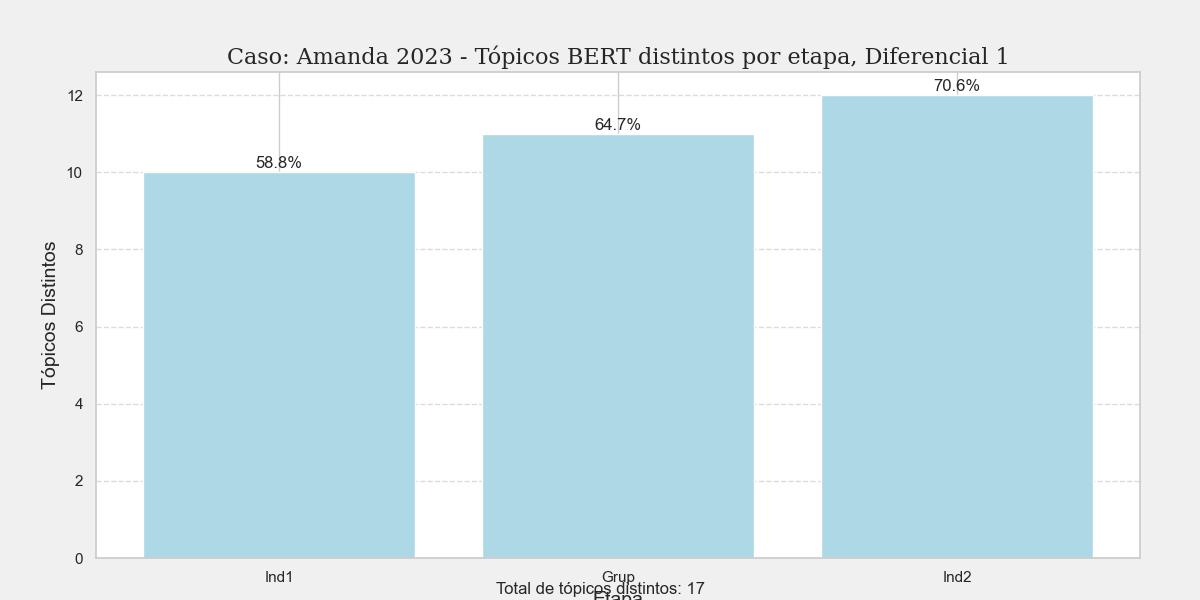 Caso: Amanda 2023 - Tópicos BERT distintos por etapa, Diferencial 1
70.6%
64.7%
58.8%
12
10
8
6
4
2
0
Tópicos Distintos
Ind1
Grup
Ind2
Total de tópicos distintos: 17
Etapa